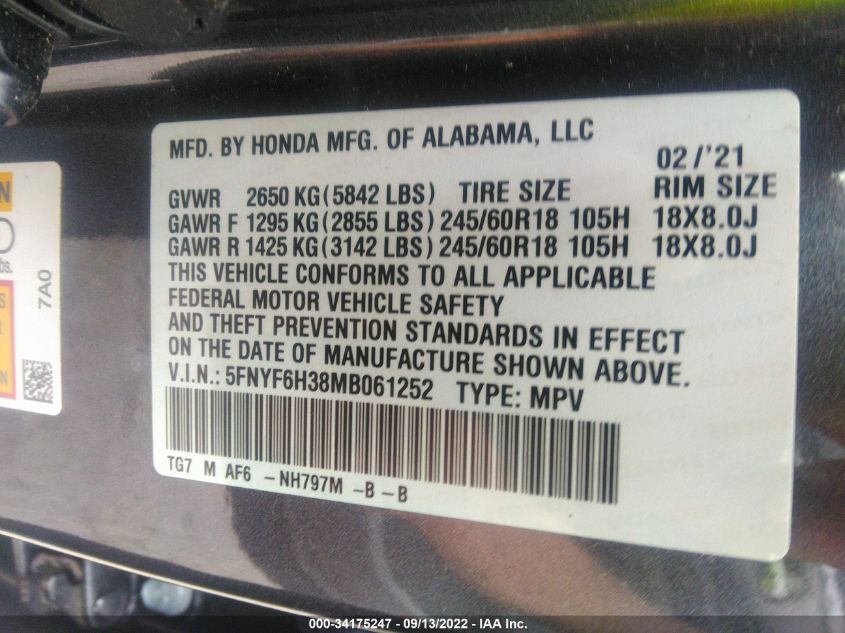 MFD. BY HONDA MFG. OF ALABAMA, LLC
02/'21
GVWR 2650 KG(5842 LBS) TIRE SIZE RIM SIZE
GAWR F 1295 KG(2855 LBS) 245/60R18 105H 18X8.0J
GAWR R 1425 KG(3142 LBS) 245/60R18 105H 18X8.0J
THIS VEHICLE CONFORMS TO ALL APPLICABLE
FEDERAL MOTOR VEHICLE SAFETY
AND THEFT PREVENTION STANDARDS IN EFFECT
ON THE DATE OF MANUFACTURE SHOWN ABOVE.
V.I.N.: 5FNYF6H38MB061252 TYPE: MPV
TG7 M AF6 -NH797M -B-B
7A0
000-34175247 - 09/13/2022 - IAA Inc.